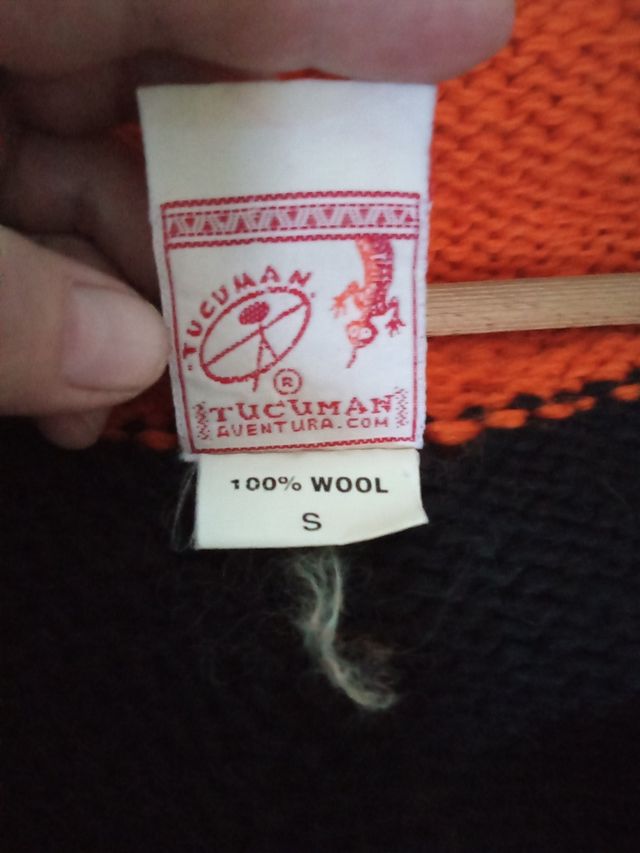 TUCUMAN
®
TUCUMAN
AVENTURA.COM
100% WOOL
S